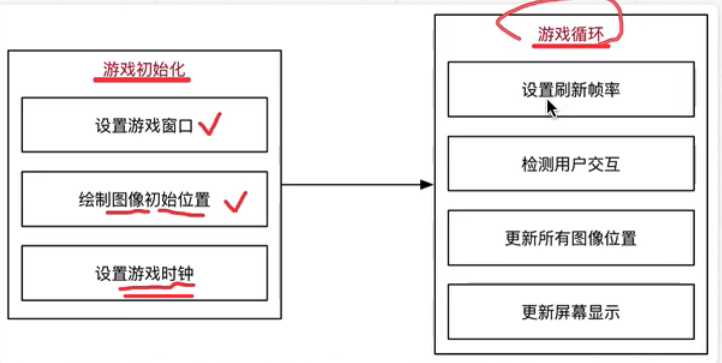 游戏初始化
设置游戏窗口
绘制图像初始位置
设置游戏时钟
游戏循环
设置刷新帧率
检测用户交互
更新所有图像位置
更新屏幕显示